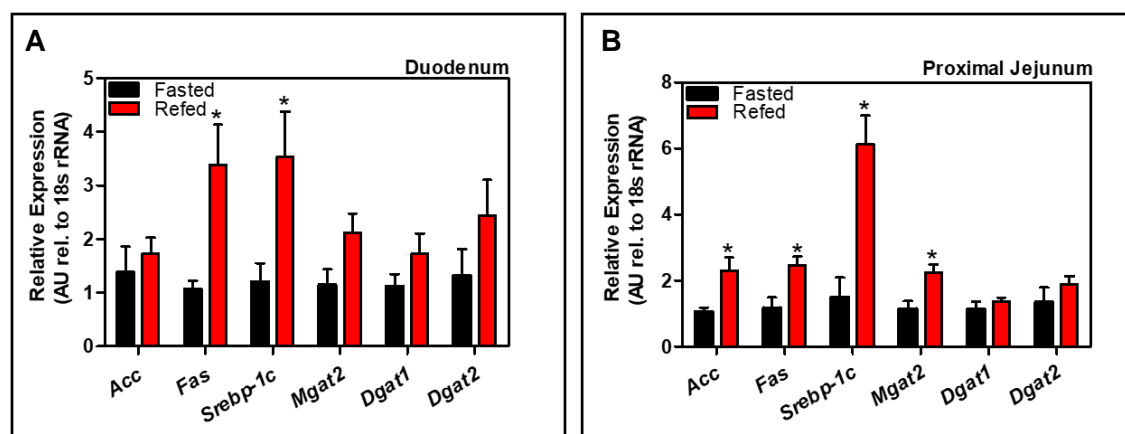 A
Duodenum
Fasted
Refed
Relative Expression
(AU rel. to 18s rRNA)
5
4
3
2
1
0
*
*
Acc
Fas
Srebp-1c
Mgat2
Dgat1
Dgat2
B
Proximal Jejunum
Fasted
Refed
Relative Expression
(AU rel. to 18s rRNA)
8
6
4
2
0
*
*
*
*
Acc
Fas
Srebp-1c
Mgat2
Dgat1
Dgat2